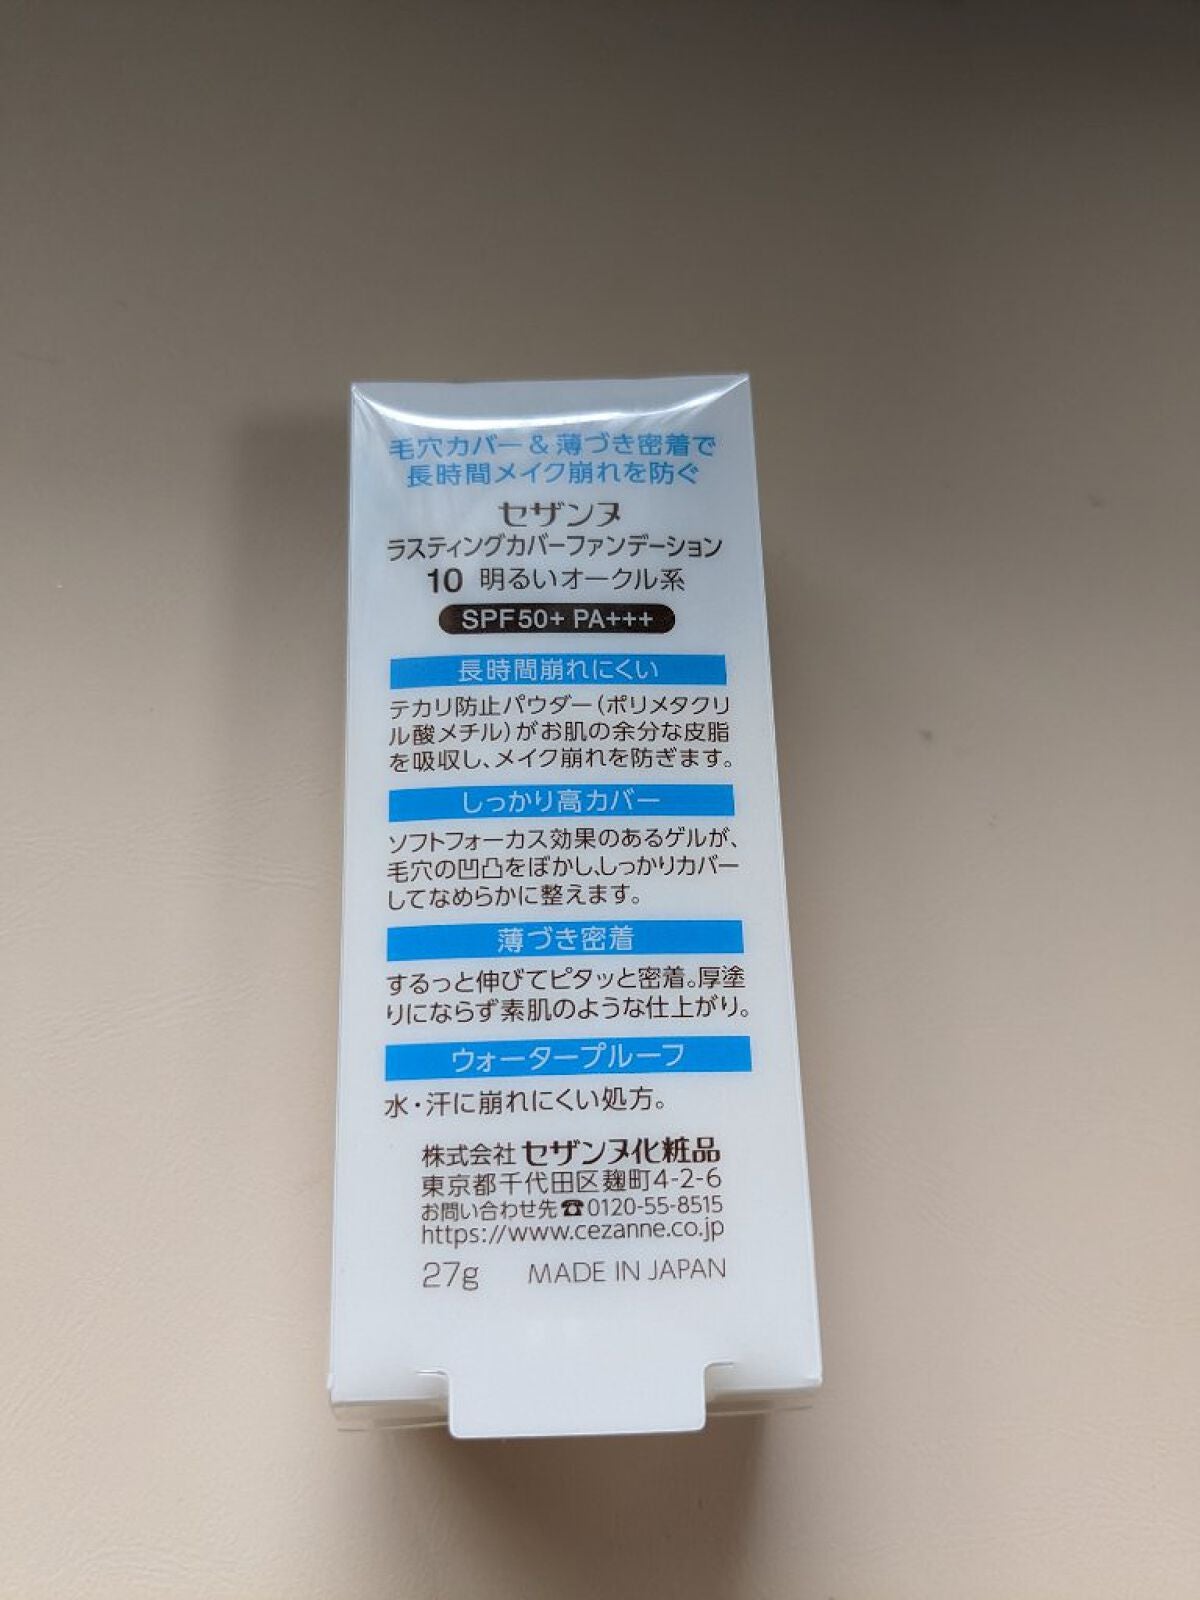 毛穴カバー&薄づき密着で
長時間メイク崩れを防ぐ
セザンヌ
ラスティングカバーファンデーション
10 明るいオークル系
SPF50+ PA+++
長時間崩れにくい
テカリ防止パウダー(ポリメタクリ
ル酸メチル)がお肌の余分な皮脂
を吸収し、メイク崩れを防ぎます。
しっかり高カバー
ソフトフォーカス効果のあるゲルが、
毛穴の凹凸をぼかし、しっかりカバー
してなめらかに整えます。
薄づき密着
するっと伸びてピタッと密着。厚塗
りにならず素肌のような仕上がり。
ウォータープルーフ
水・汗に崩れにくい処方。
株式会社 セザンヌ化粧品
東京都千代田区麹町4-2-6
お問い合わせ先☎0120-55-8515
https://www.cezanne.co.jp
27g MADE IN JAPAN